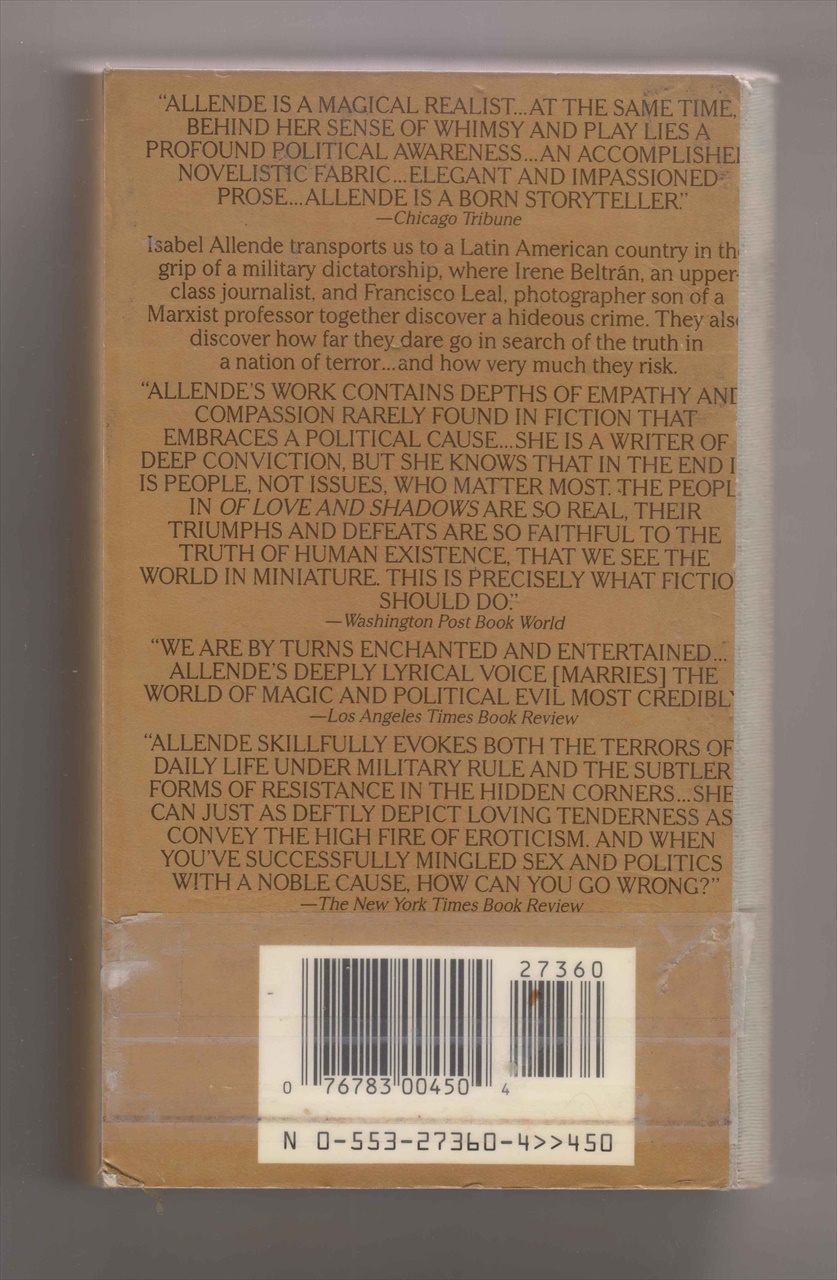 “ALLENDE IS A MAGICAL REALIST...AT THE SAME TIME,
BEHIND HER SENSE OF WHIMSY AND PLAY LIES A
PROFOUND POLITICAL AWARENESS...AN ACCOMPLISHE
NOVELISTIC FABRIC...ELEGANT AND IMPASSIONED
PROSE...ALLENDE IS A BORN STORYTELLER.”
—Chicago Tribune
Isabel Allende transports us to a Latin American country in th
grip of a military dictatorship, where Irene Beltrán, an upper-
class journalist, and Francisco Leal, photographer son of a
Marxist professor together discover a hideous crime. They als
discover how far they dare go in search of the truth in
a nation of terror...and how very much they risk.
“ALLENDE’S WORK CONTAINS DEPTHS OF EMPATHY AND
COMPASSION RARELY FOUND IN FICTION THAT
EMBRACES A POLITICAL CAUSE...SHE IS A WRITER OF
DEEP CONVICTION, BUT SHE KNOWS THAT IN THE END I
IS PEOPLE, NOT ISSUES, WHO MATTER MOST. THE PEOPL
IN OF LOVE AND SHADOWS ARE SO REAL, THEIR
TRIUMPHS AND DEFEATS ARE SO FAITHFUL TO THE
TRUTH OF HUMAN EXISTENCE, THAT WE SEE THE
WORLD IN MINIATURE. THIS IS PRECISELY WHAT FICTIO
SHOULD DO.”
—Washington Post Book World
“WE ARE BY TURNS ENCHANTED AND ENTERTAINED...
ALLENDE’S DEEPLY LYRICAL VOICE [MARRIES] THE
WORLD OF MAGIC AND POLITICAL EVIL MOST CREDIBLY
—Los Angeles Times Book Review
“ALLENDE SKILLFULLY EVOKES BOTH THE TERRORS OF
DAILY LIFE UNDER MILITARY RULE AND THE SUBTLER
FORMS OF RESISTANCE IN THE HIDDEN CORNERS...SHE
CAN JUST AS DEFTLY DEPICT LOVING TENDERNESS AS
CONVEY THE HIGH FIRE OF EROTICISM. AND WHEN
YOU’VE SUCCESSFULLY MINGLED SEX AND POLITICS
WITH A NOBLE CAUSE, HOW CAN YOU GO WRONG?”
—The New York Times Book Review
27360
0 76783 00450 4
N 0-553-27360-4>>450